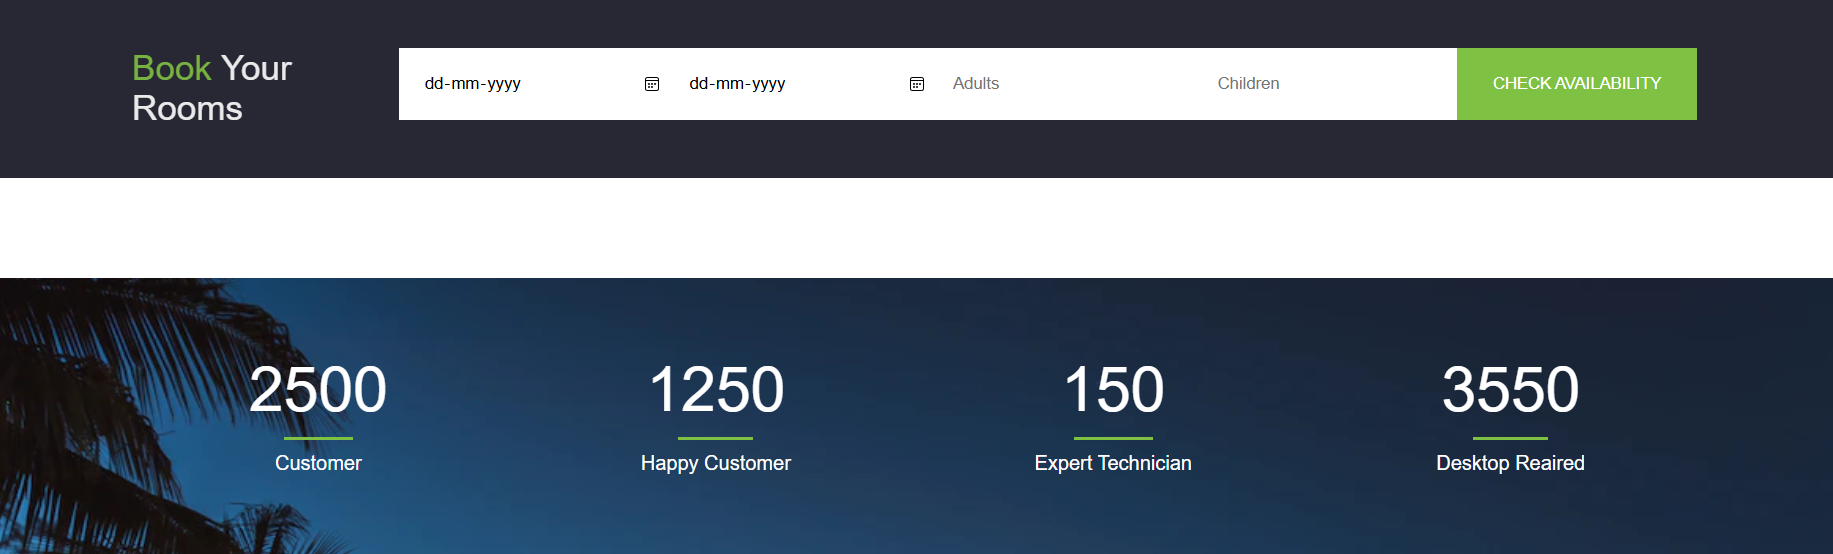 Book Your
Rooms
dd-mm-yyyy dd-mm-yyyy Adults Children CHECK AVAILABILITY
2500 1250 150 3550
Customer Happy Customer Expert Technician Desktop Reaired